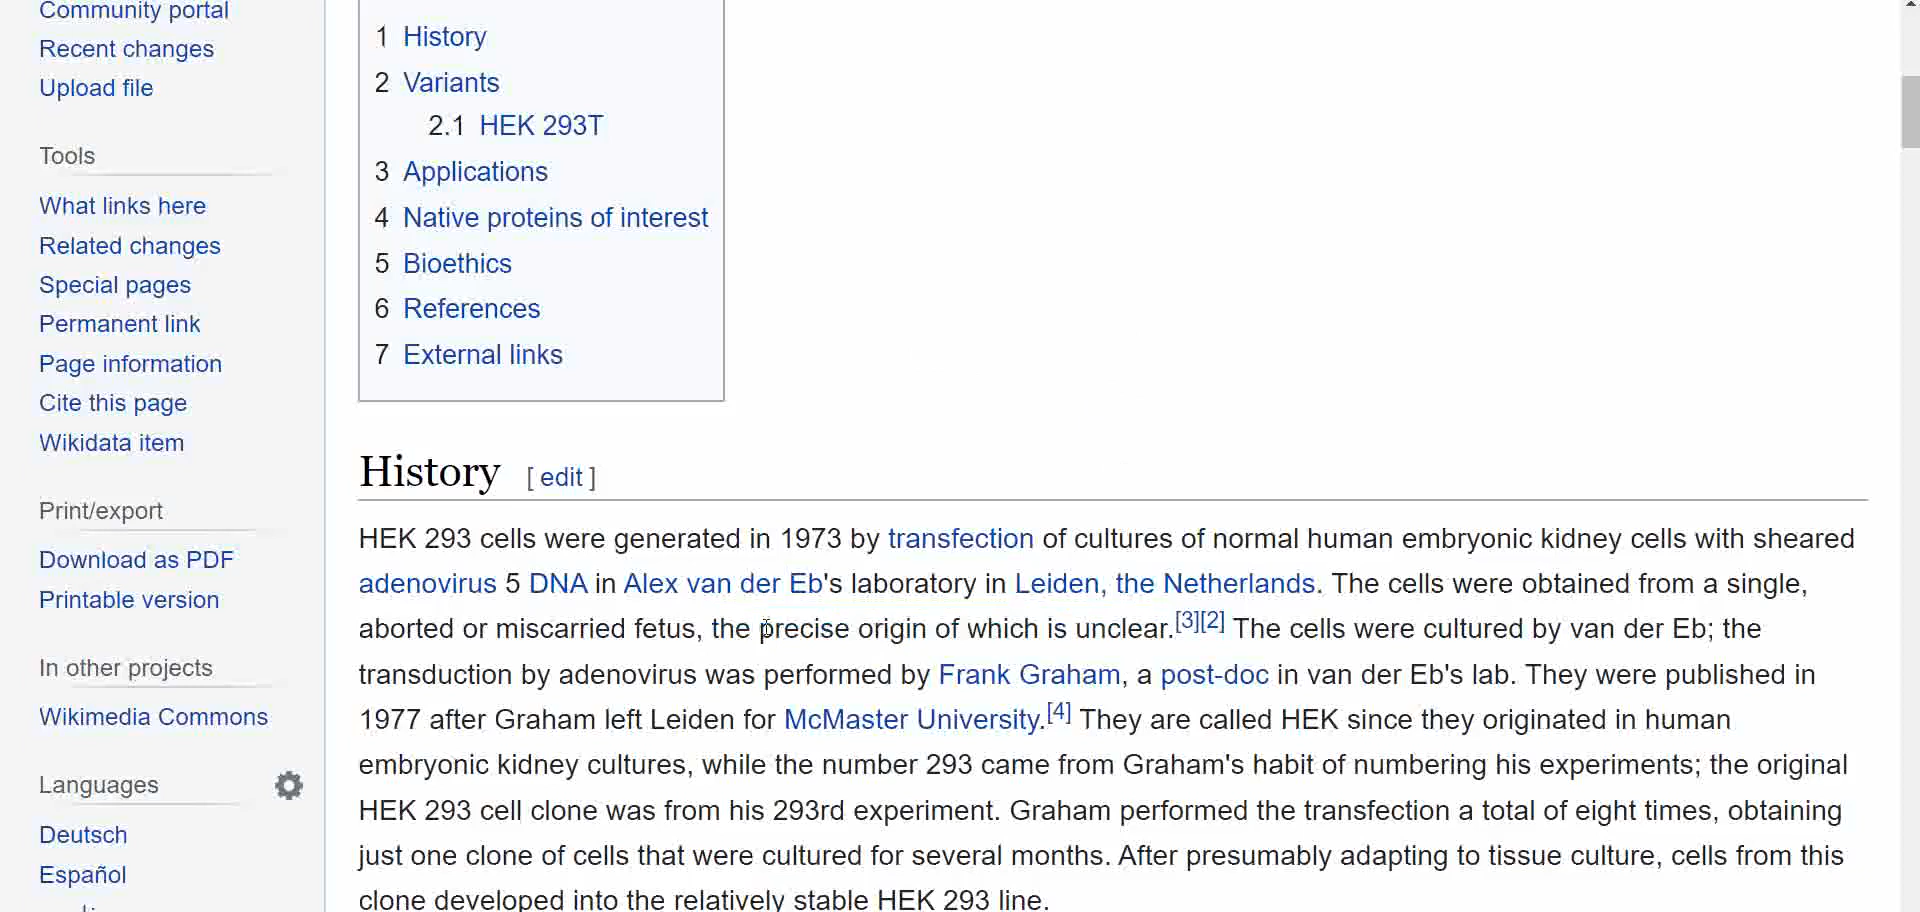 Community portal
Recent changes
Upload file
Tools
What links here
Related changes
Special pages
Permanent link
Page information
Cite this page
Wikidata item
Print/export
Download as PDF
Printable version
In other projects
Wikimedia Commons
Languages
Deutsch
Español
1 History
2 Variants
2.1 HEK 293T
3 Applications
4 Native proteins of interest
5 Bioethics
6 References
7 External links
History [ edit ]
HEK 293 cells were generated in 1973 by transfection of cultures of normal human embryonic kidney cells with sheared
adenovirus 5 DNA in Alex van der Eb's laboratory in Leiden, the Netherlands. The cells were obtained from a single,
aborted or miscarried fetus, the precise origin of which is unclear.[3][2] The cells were cultured by van der Eb; the
transduction by adenovirus was performed by Frank Graham, a post-doc in van der Eb's lab. They were published in
1977 after Graham left Leiden for McMaster University.[4] They are called HEK since they originated in human
embryonic kidney cultures, while the number 293 came from Graham's habit of numbering his experiments; the original
HEK 293 cell clone was from his 293rd experiment. Graham performed the transfection a total of eight times, obtaining
just one clone of cells that were cultured for several months. After presumably adapting to tissue culture, cells from this
clone developed into the relatively stable HEK 293 line.